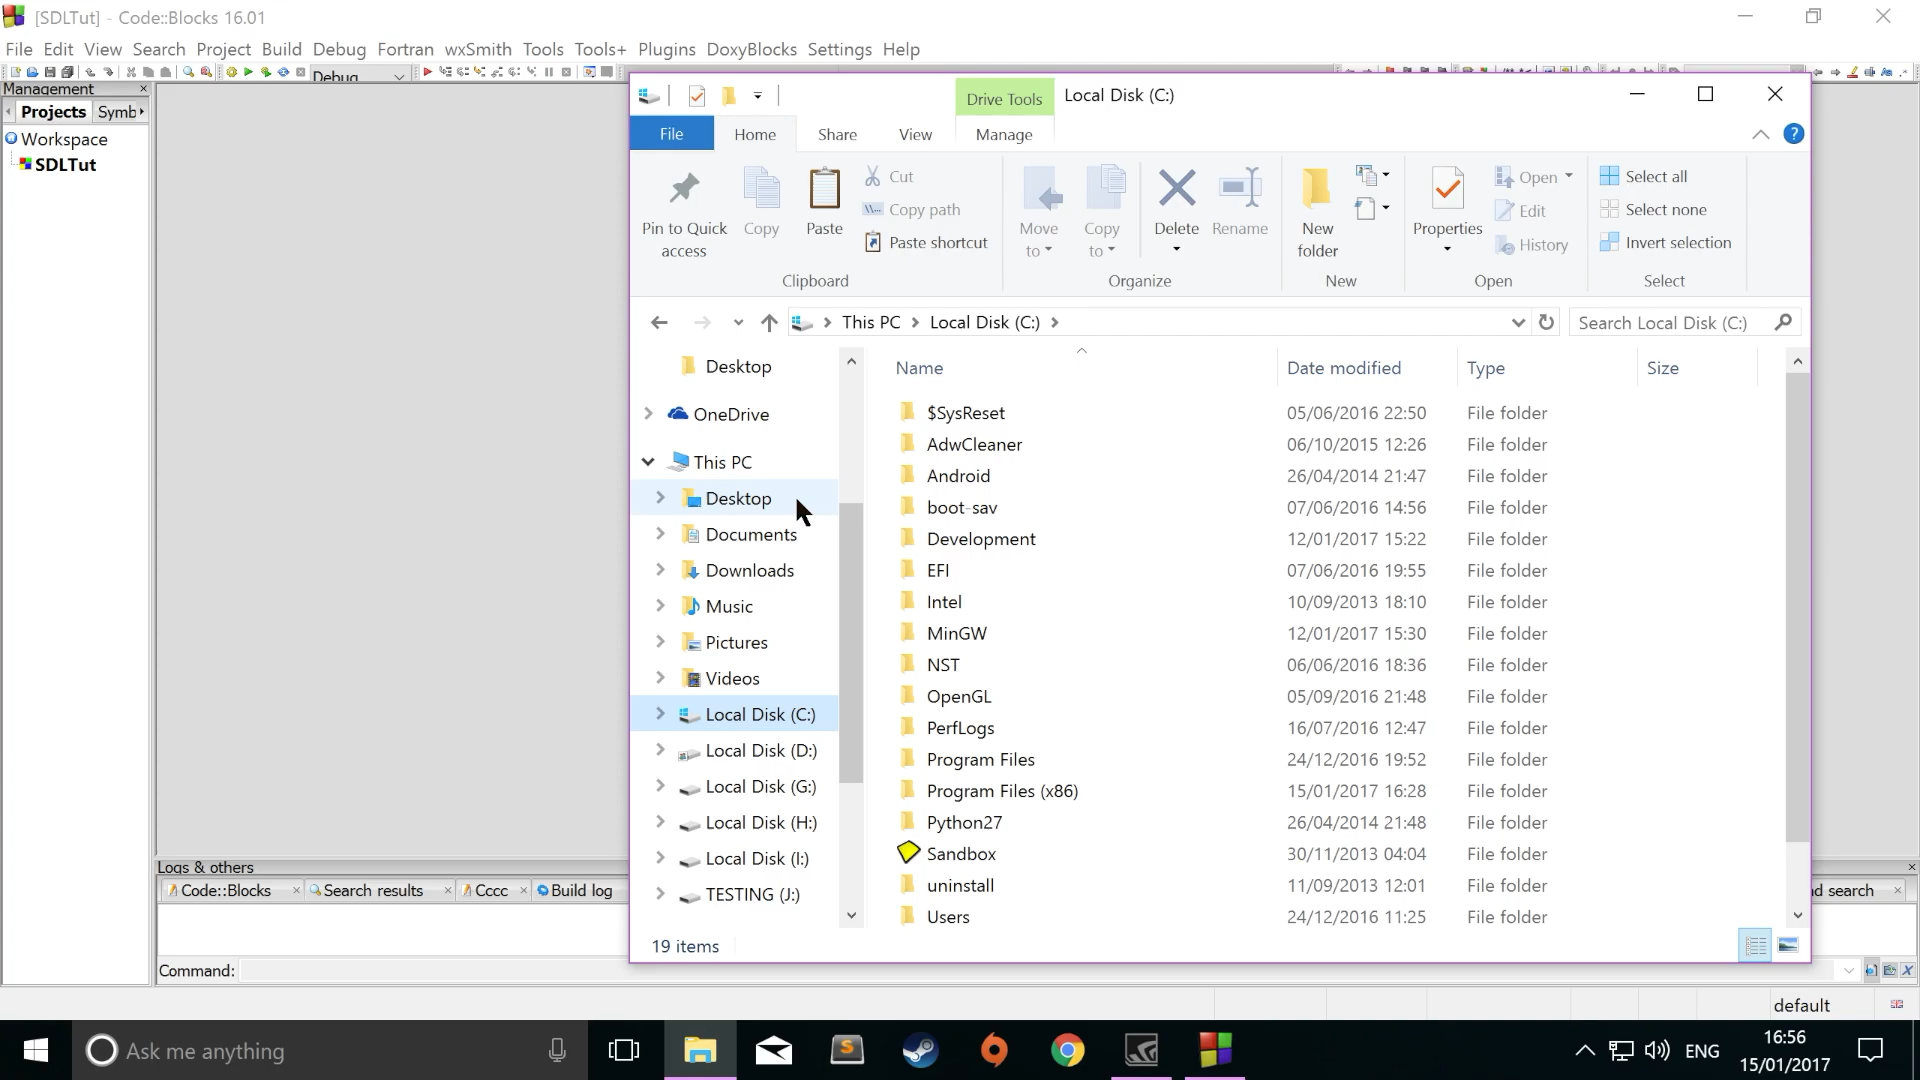 [SDLTut] - Code::Blocks 16.01
File Edit View Search Project Build Debug Fortran wxSmith Tools Tools+ Plugins DoxyBlocks Settings Help
Debug
Management
Projects Symb
Workspace
SDLTut
Drive Tools Local Disk (C:)
File Home Share View Manage
Pin to Quick access
Copy
Paste
Cut
Copy path
Paste shortcut
Clipboard
Move to
Copy to
Delete
Rename
Organize
New folder
New
Properties
Open
Edit
History
Open
Select all
Select none
Invert selection
Select
This PC Local Disk (C:)
Search Local Disk (C:)
Desktop
OneDrive
This PC
Desktop
Documents
Downloads
Music
Pictures
Videos
Local Disk (C:)
Local Disk (D:)
Local Disk (G:)
Local Disk (H:)
Local Disk (I:)
TESTING (J:)
Name Date modified Type Size
$SysReset 05/06/2016 22:50 File folder
AdwCleaner 06/10/2015 12:26 File folder
Android 26/04/2014 21:47 File folder
boot-sav 07/06/2016 14:56 File folder
Development 12/01/2017 15:22 File folder
EFI 07/06/2016 19:55 File folder
Intel 10/09/2013 18:10 File folder
MinGW 12/01/2017 15:30 File folder
NST 06/06/2016 18:36 File folder
OpenGL 05/09/2016 21:48 File folder
PerfLogs 16/07/2016 12:47 File folder
Program Files 24/12/2016 19:52 File folder
Program Files (x86) 15/01/2017 16:28 File folder
Python27 26/04/2014 21:48 File folder
Sandbox 30/11/2013 04:04 File folder
uninstall 11/09/2013 12:01 File folder
Users 24/12/2016 11:25 File folder
19 items
Logs & others
Code::Blocks Search results Cccc Build log
d search
Command:
default
Ask me anything
ENG
16:56
15/01/2017